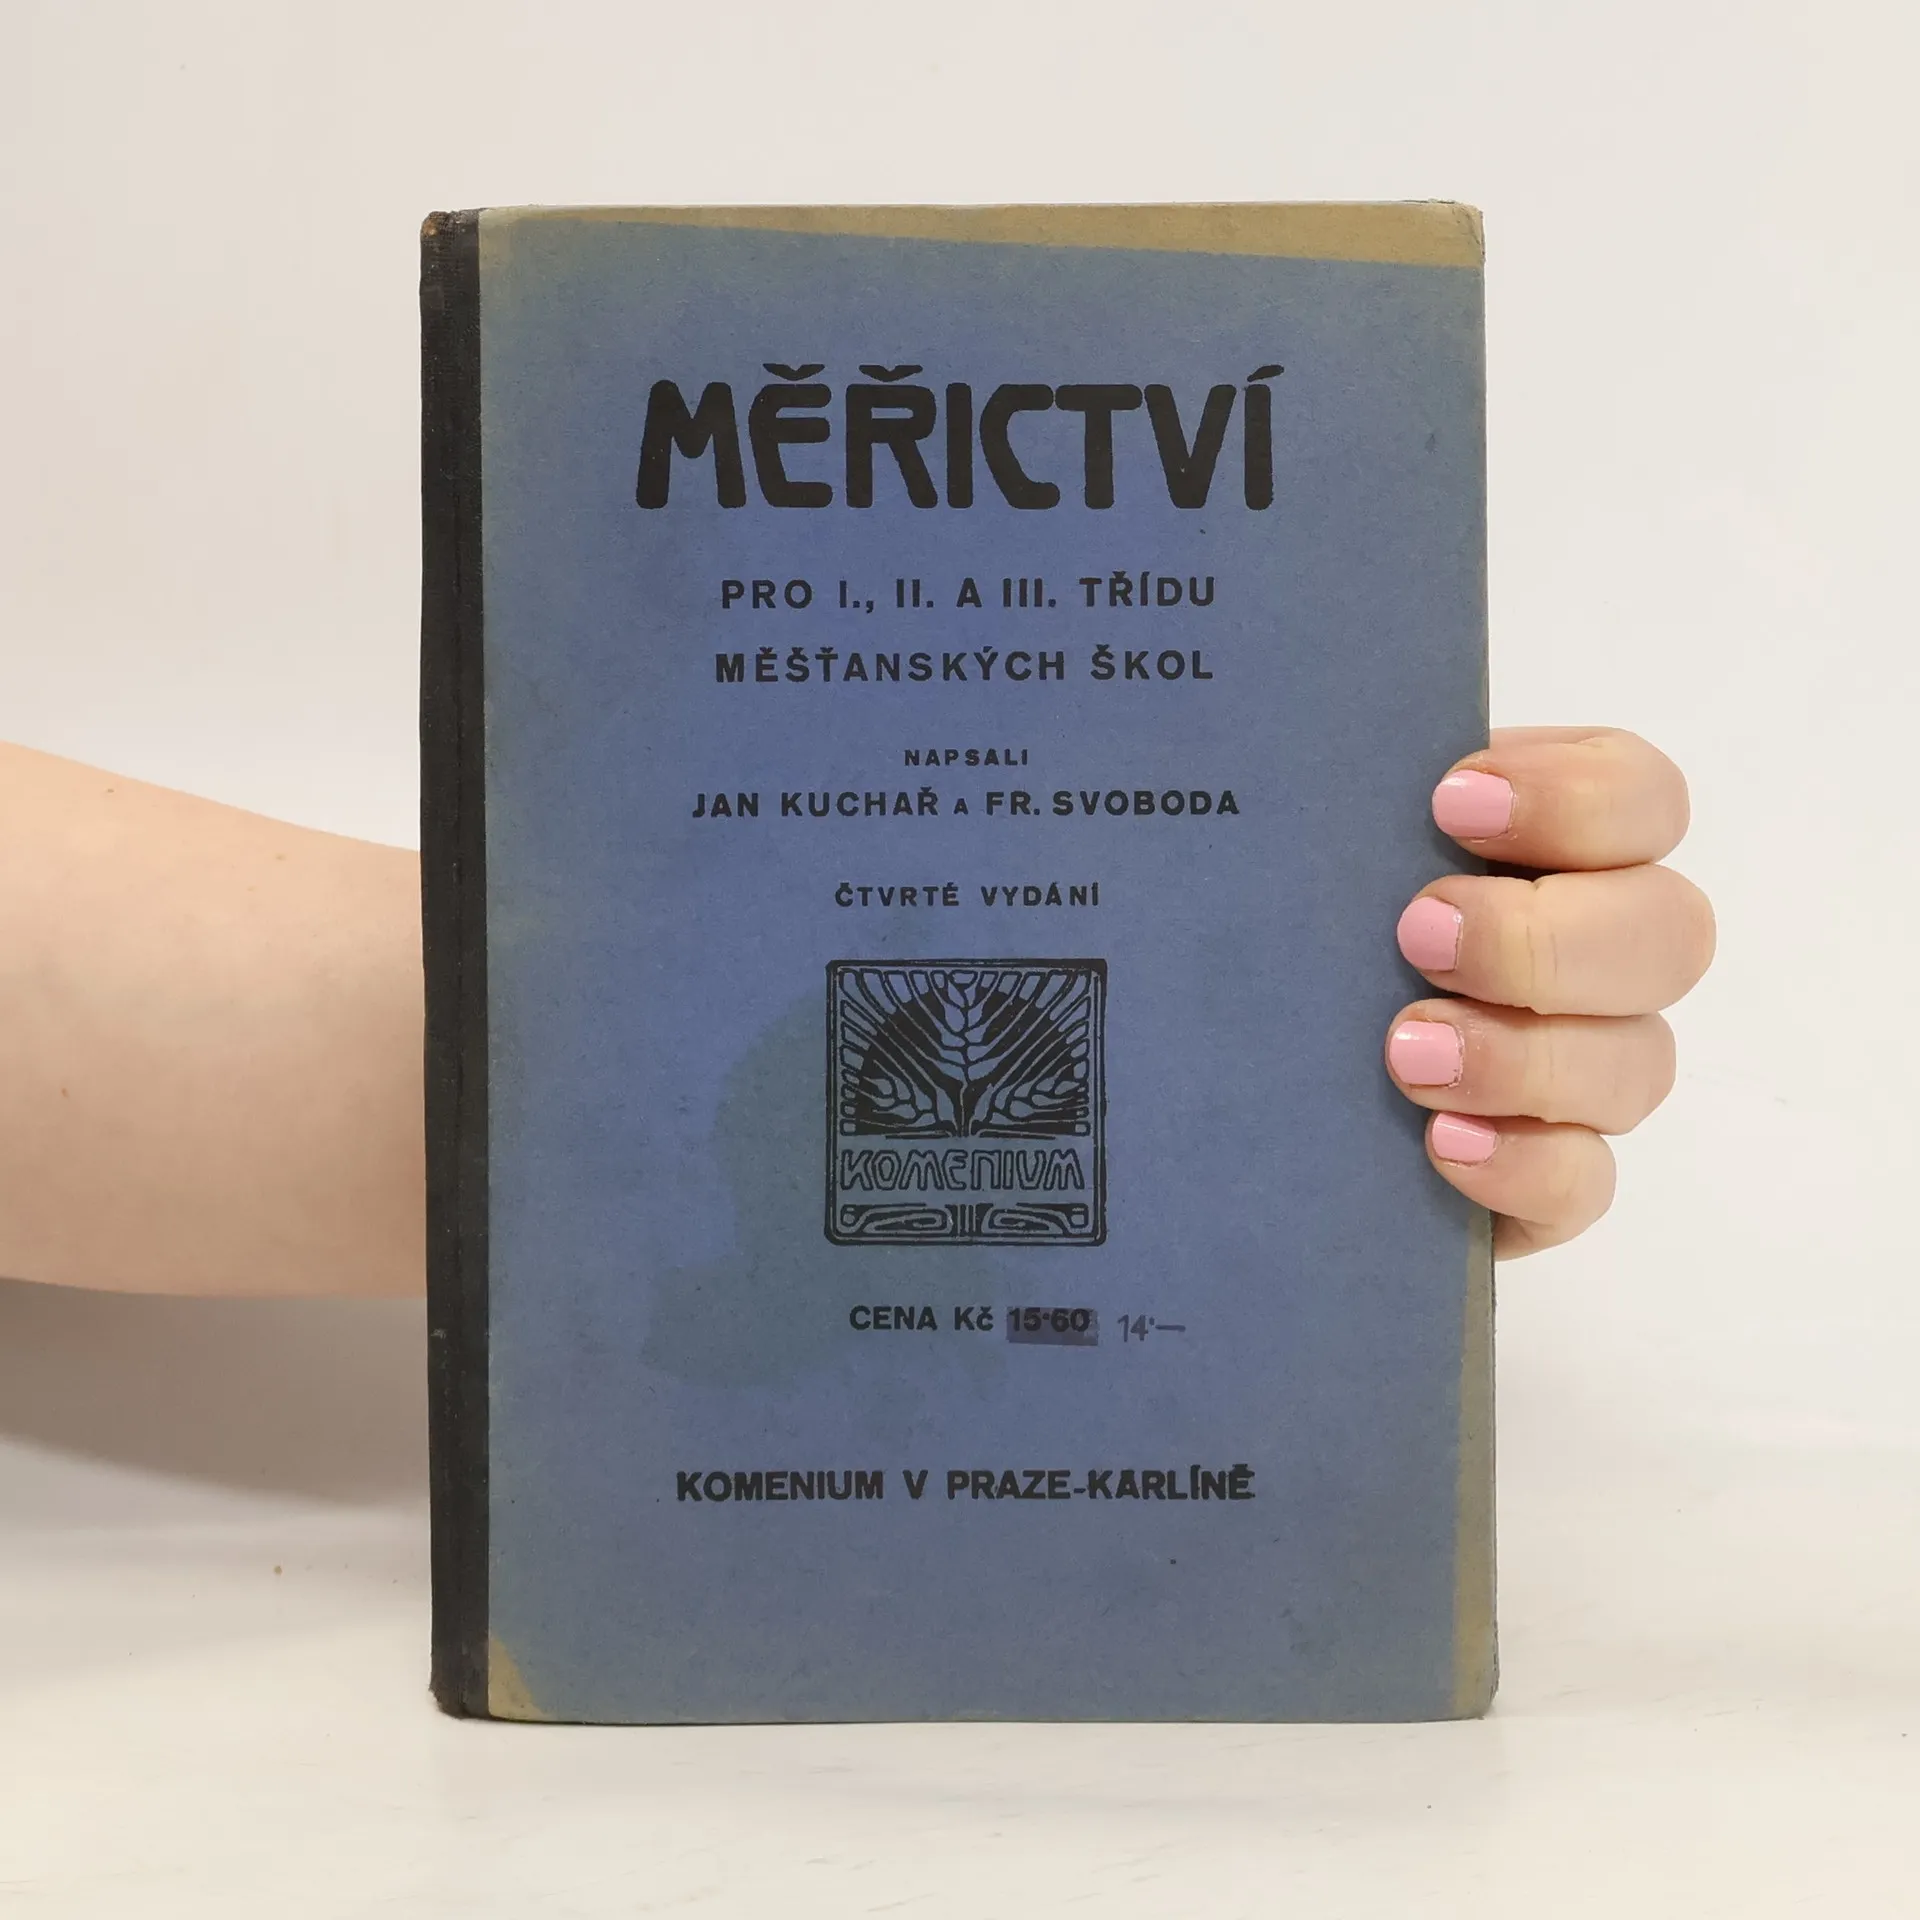 MĚŘICTVÍ
PRO I., II. A III. TŘÍDU
MĚŠŤANSKÝCH ŠKOL
NAPSALI
JAN KUCHAŘ A FR. SVOBODA
ČTVRTÉ VYDÁNÍ
KOMENIUM
CENA Kč 15·60 14·—
KOMENIUM V PRAZE-KARLÍNĚ